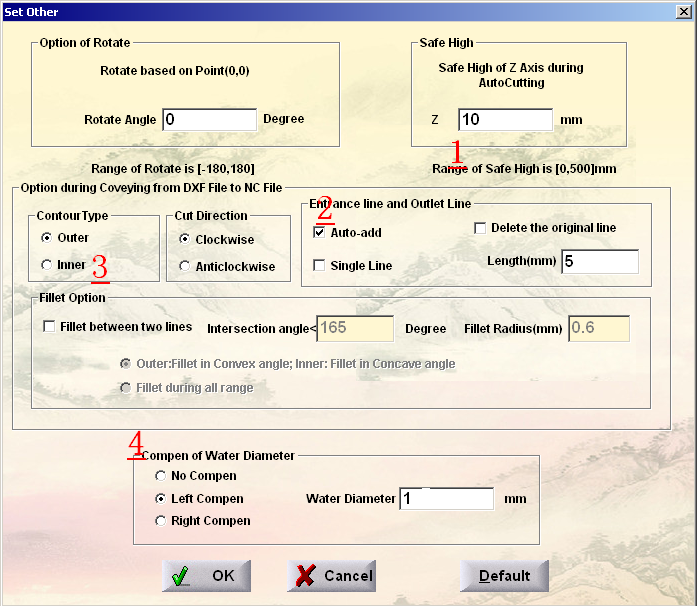 Set Other
Option of Rotate
Rotate based on Point(0,0)
Rotate Angle 0 Degree
Range of Rotate is [-180,180]
Safe High
Safe High of Z Axis during
AutoCutting
Z 10 mm
1
Range of Safe High is [0,500]mm
Option during Coveying from DXF File to NC File
ContourType
Outer
Inner
3
Cut Direction
Clockwise
Anticlockwise
2
Entrance line and Outlet Line
Auto-add
Delete the original line
Single Line
Length(mm) 5
Fillet Option
Fillet between two lines Intersection angle< 165 Degree Fillet Radius(mm) 0.6
Outer:Fillet in Convex angle; Inner: Fillet in Concave angle
Fillet during all range
4
Compen of Water Diameter
No Compen
Left Compen
Right Compen
Water Diameter 1 mm
OK
Cancel
Default